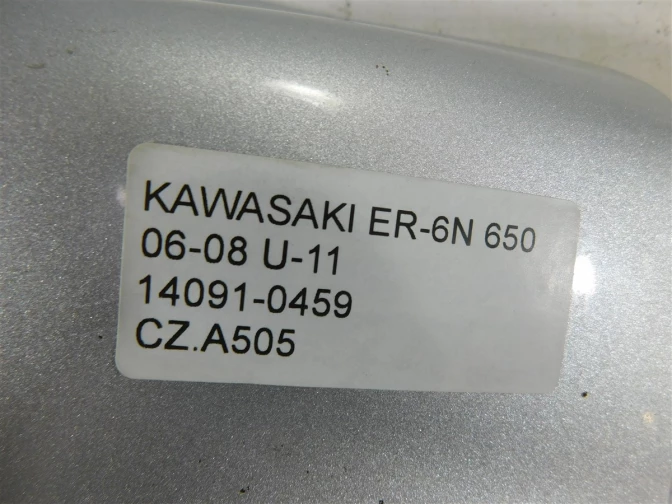 KAWASAKI ER-6N 650
06-08 U-11
14091-0459
CZ.A505